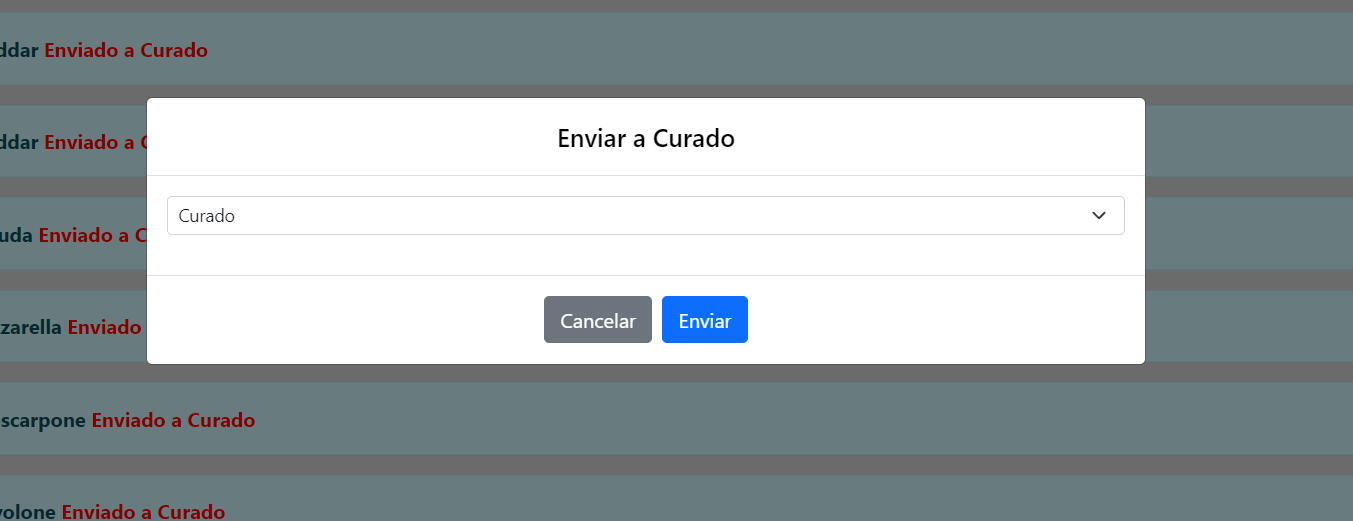 ddar Enviado a Curado
Enviar a Curado
ddar Enviado a C
Curado
uda Enviado a C
zarella Enviado
Cancelar Enviar
scarpone Enviado a Curado
volone Enviado a Curado